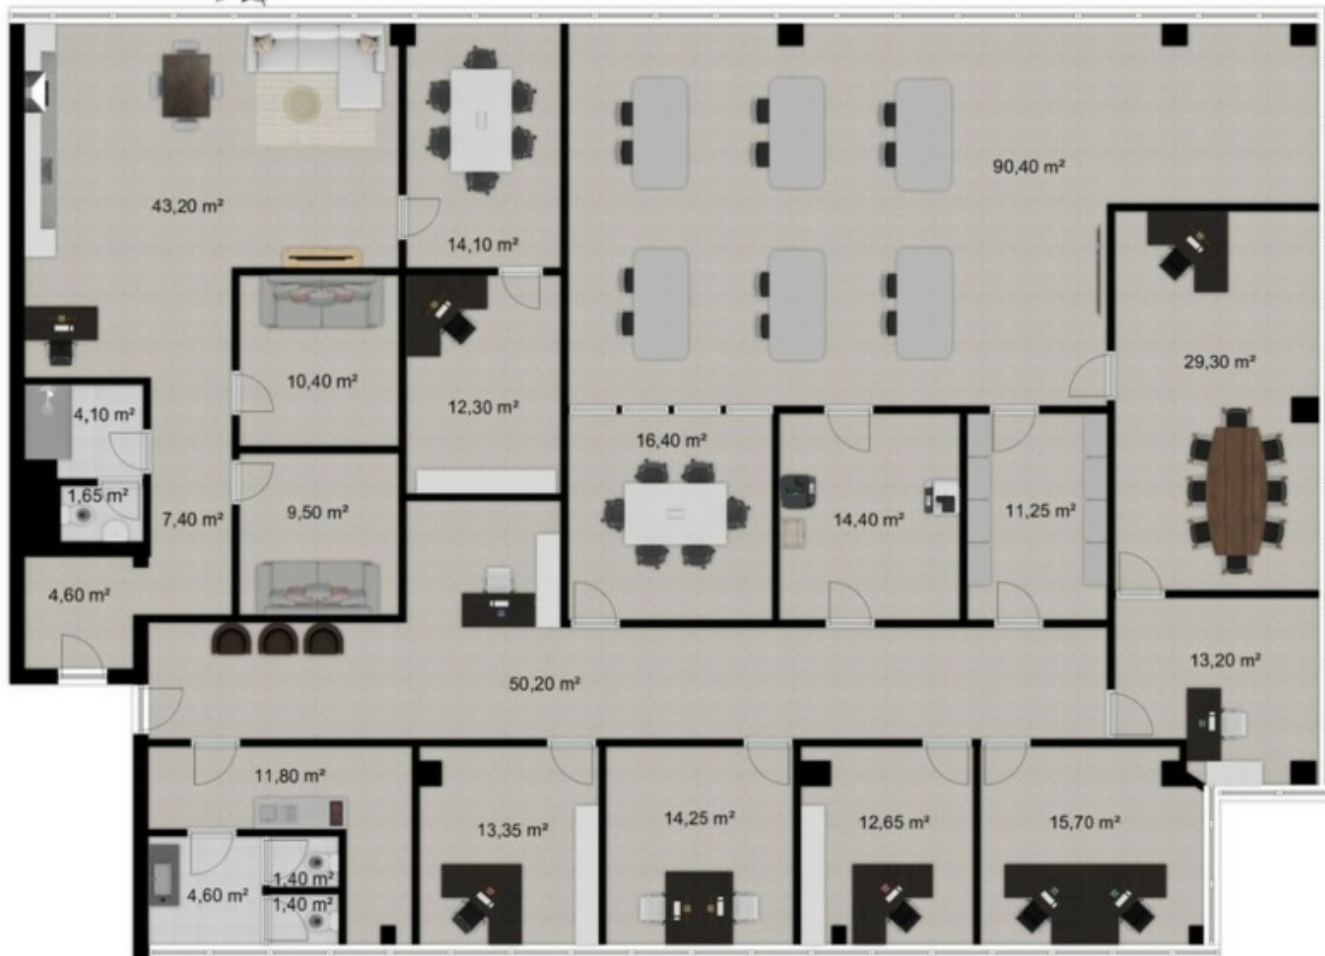 90,40 m²
43,20 m²
14,10 m²
29,30 m²
10,40 m²
12,30 m²
4,10 m²
16,40 m²
1,65 m²
9,50 m²
11,25 m²
7,40 m²
14,40 m²
4,60 m²
13,20 m²
50,20 m²
11,80 m²
14,25 m²
12,65 m²
15,70 m²
13,35 m²
1,40 m²
4,60 m²
1,40 m²